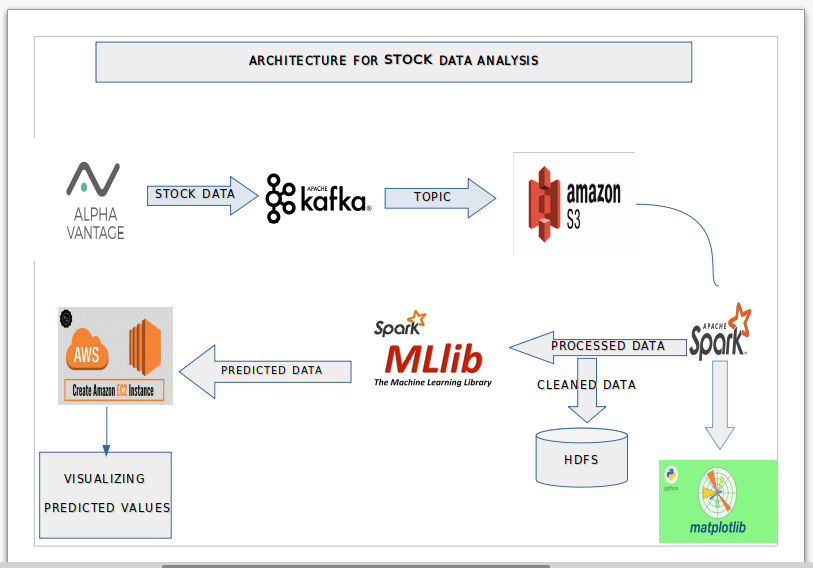 ARCHITECTURE FOR STOCK DATA ANALYSIS
ALPHA
VANTAGE
STOCK DATA
APACHE
kafka®
TOPIC
amazon
S3
AWS
Create Amazon EC2 Instance
PREDICTED DATA
Spark
MLlib
The Machine Learning Library
PROCESSED DATA
APACHE
Spark™
CLEANED DATA
HDFS
VISUALIZING
PREDICTED VALUES
python
matplotlib